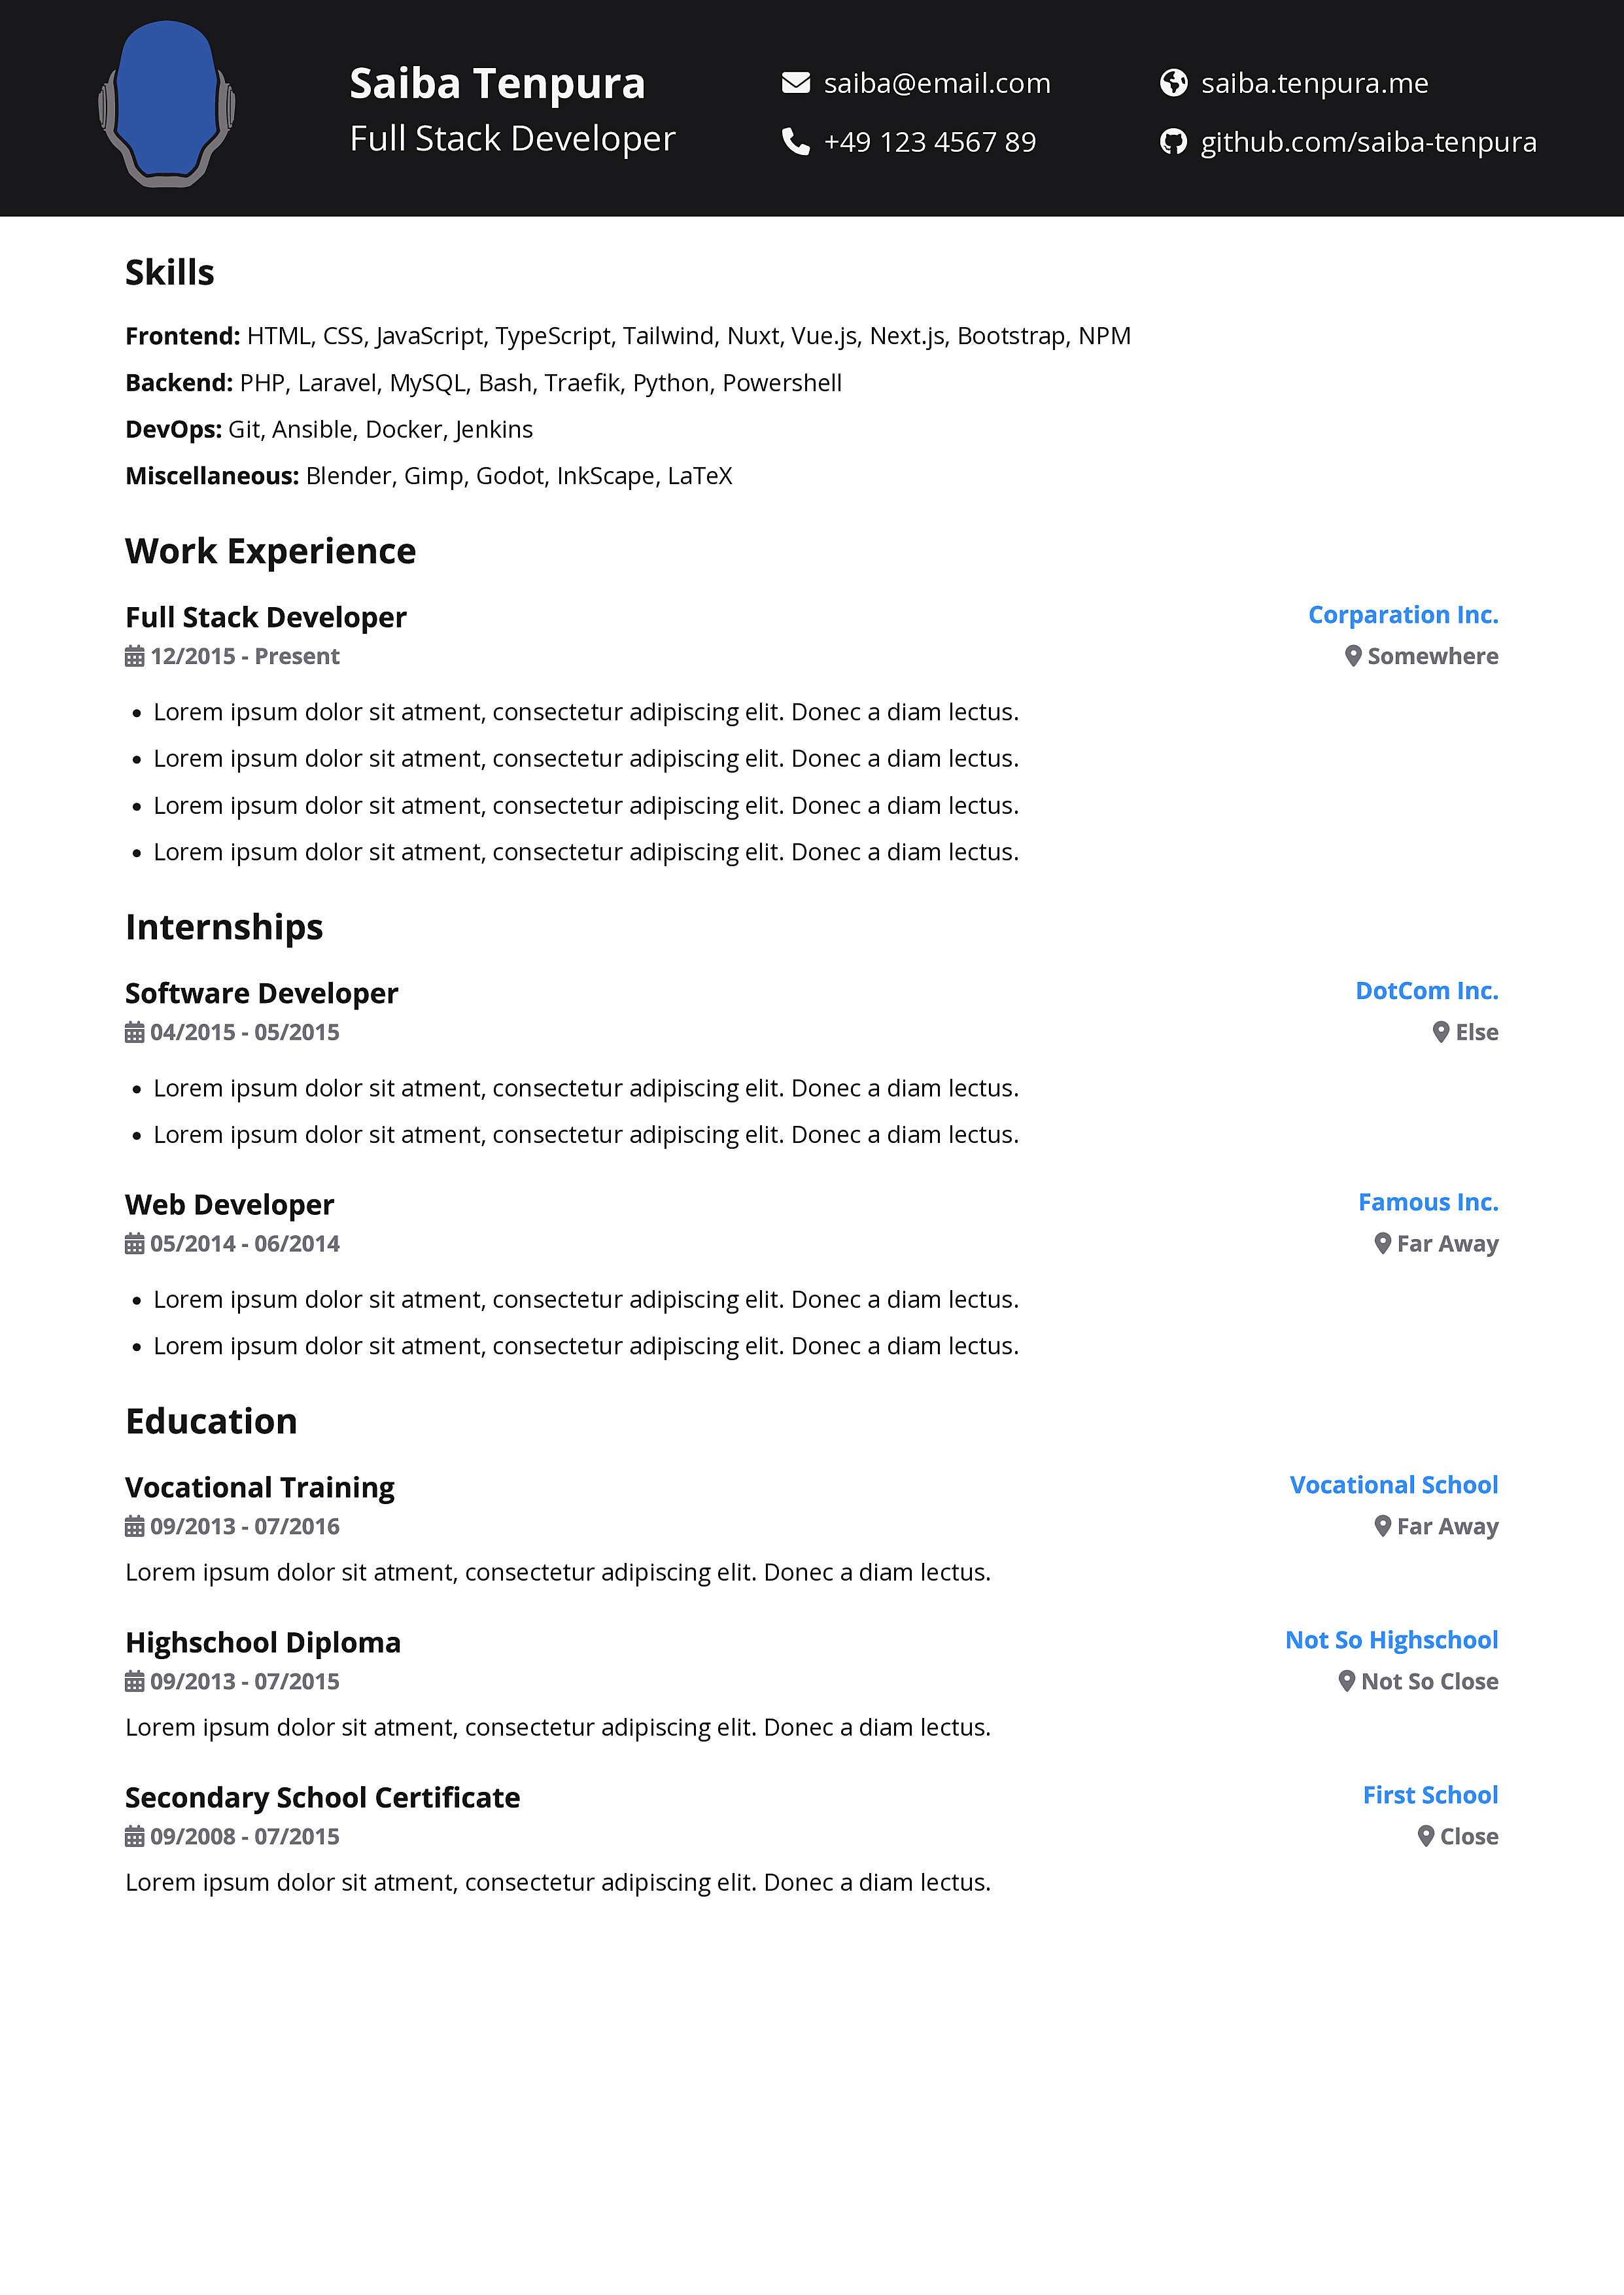 Saiba Tenpura
Full Stack Developer
saiba@email.com
+49 123 4567 89
saiba.tenpura.me
github.com/saiba-tenpura
Skills
Frontend: HTML, CSS, JavaScript, TypeScript, Tailwind, Nuxt, Vue.js, Next.js, Bootstrap, NPM
Backend: PHP, Laravel, MySQL, Bash, Traefik, Python, Powershell
DevOps: Git, Ansible, Docker, Jenkins
Miscellaneous: Blender, Gimp, Godot, InkScape, LaTeX
Work Experience
Full Stack Developer
Corparation Inc.
12/2015 - Present
Somewhere
• Lorem ipsum dolor sit atment, consectetur adipiscing elit. Donec a diam lectus.
• Lorem ipsum dolor sit atment, consectetur adipiscing elit. Donec a diam lectus.
• Lorem ipsum dolor sit atment, consectetur adipiscing elit. Donec a diam lectus.
• Lorem ipsum dolor sit atment, consectetur adipiscing elit. Donec a diam lectus.
Internships
Software Developer
DotCom Inc.
04/2015 - 05/2015
Else
• Lorem ipsum dolor sit atment, consectetur adipiscing elit. Donec a diam lectus.
• Lorem ipsum dolor sit atment, consectetur adipiscing elit. Donec a diam lectus.
Web Developer
Famous Inc.
05/2014 - 06/2014
Far Away
• Lorem ipsum dolor sit atment, consectetur adipiscing elit. Donec a diam lectus.
• Lorem ipsum dolor sit atment, consectetur adipiscing elit. Donec a diam lectus.
Education
Vocational Training
Vocational School
09/2013 - 07/2016
Far Away
Lorem ipsum dolor sit atment, consectetur adipiscing elit. Donec a diam lectus.
Highschool Diploma
Not So Highschool
09/2013 - 07/2015
Not So Close
Lorem ipsum dolor sit atment, consectetur adipiscing elit. Donec a diam lectus.
Secondary School Certificate
First School
09/2008 - 07/2015
Close
Lorem ipsum dolor sit atment, consectetur adipiscing elit. Donec a diam lectus.